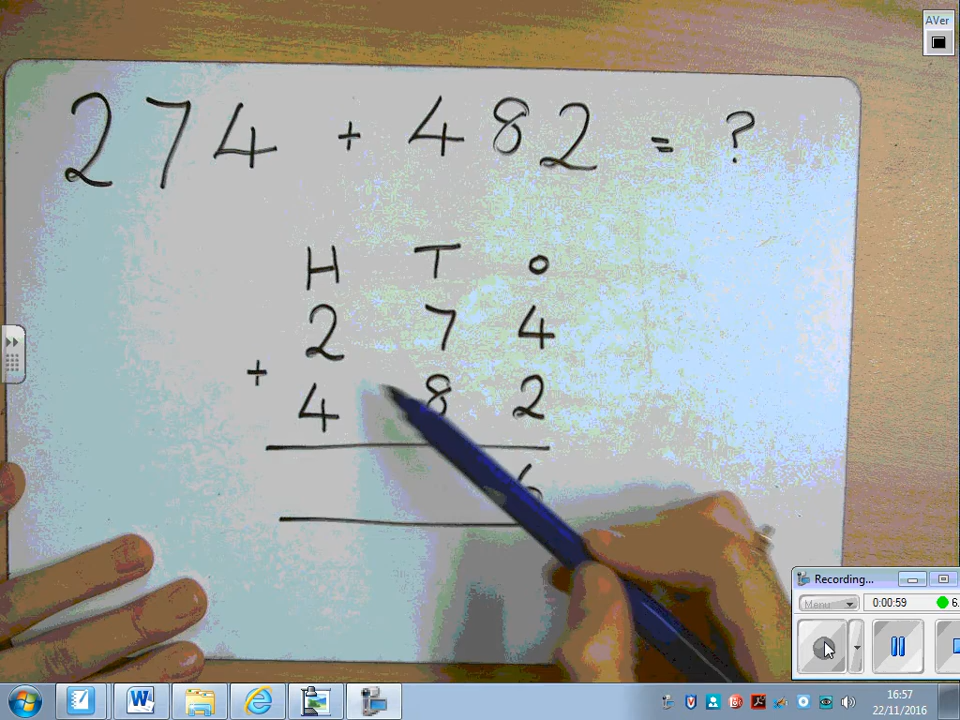 AVer
274 + 482 = ?
H T O
2 7 4
+
4 8 2
6
Recording...
Menu
0:00:59
6.
16:57
22/11/2016